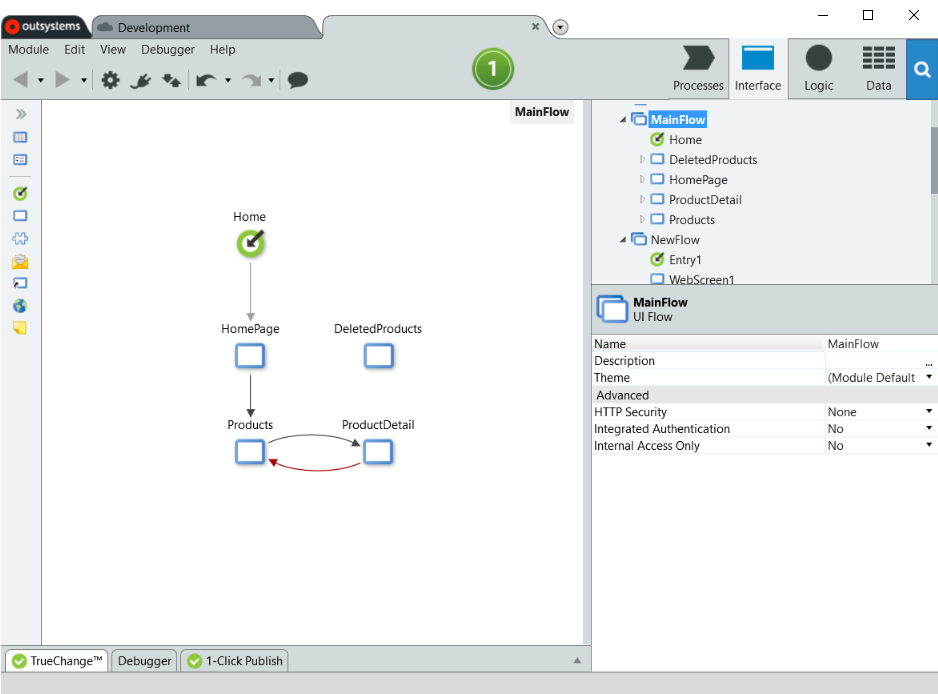 outsystems
Development
Module Edit View Debugger Help
1
Processes Interface Logic Data
MainFlow
Home
HomePage
DeletedProducts
Products
ProductDetail
MainFlow
Home
DeletedProducts
HomePage
ProductDetail
Products
NewFlow
Entry1
WebScreen1
MainFlow
UI Flow
Name MainFlow
Description ...
Theme (Module Default
Advanced
HTTP Security None
Integrated Authentication No
Internal Access Only No
TrueChange™ Debugger 1-Click Publish